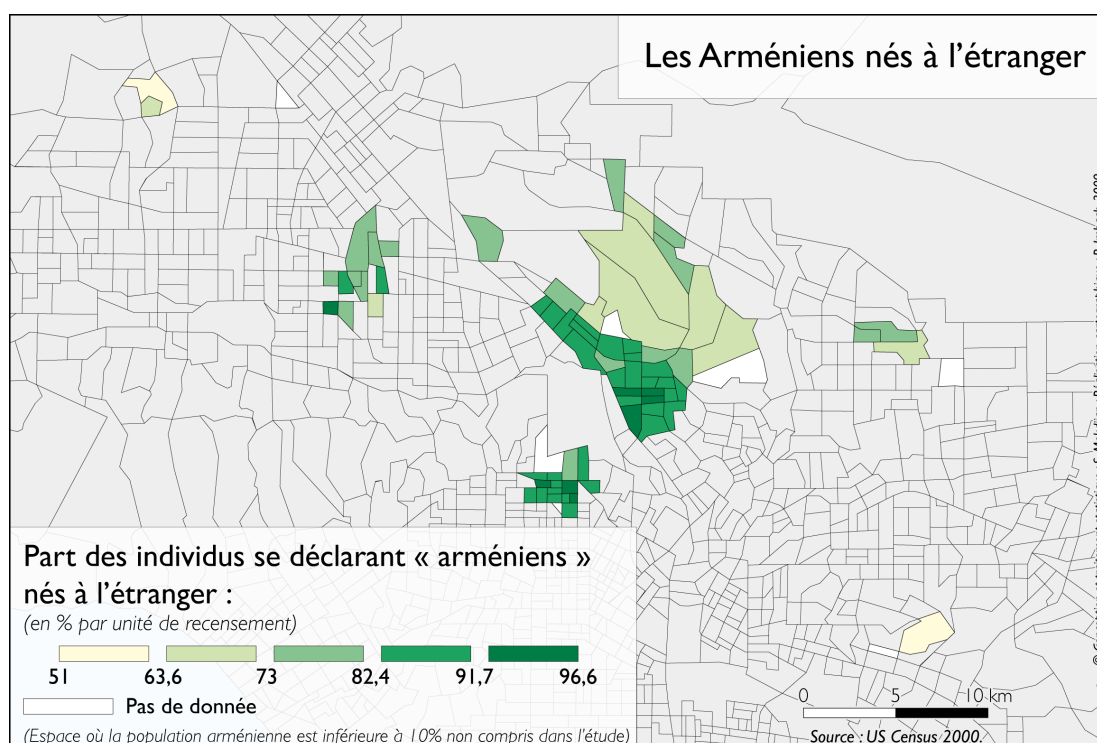 Les Arméniens nés à l'étranger
Part des individus se déclarant « arméniens »
nés à l'étranger :
(en % par unité de recensement)
51 63,6 73 82,4 91,7 96,6
Pas de donnée
(Espace où la population arménienne est inférieure à 10% non compris dans l'étude)
0 5 10 km
Source : US Census 2000.